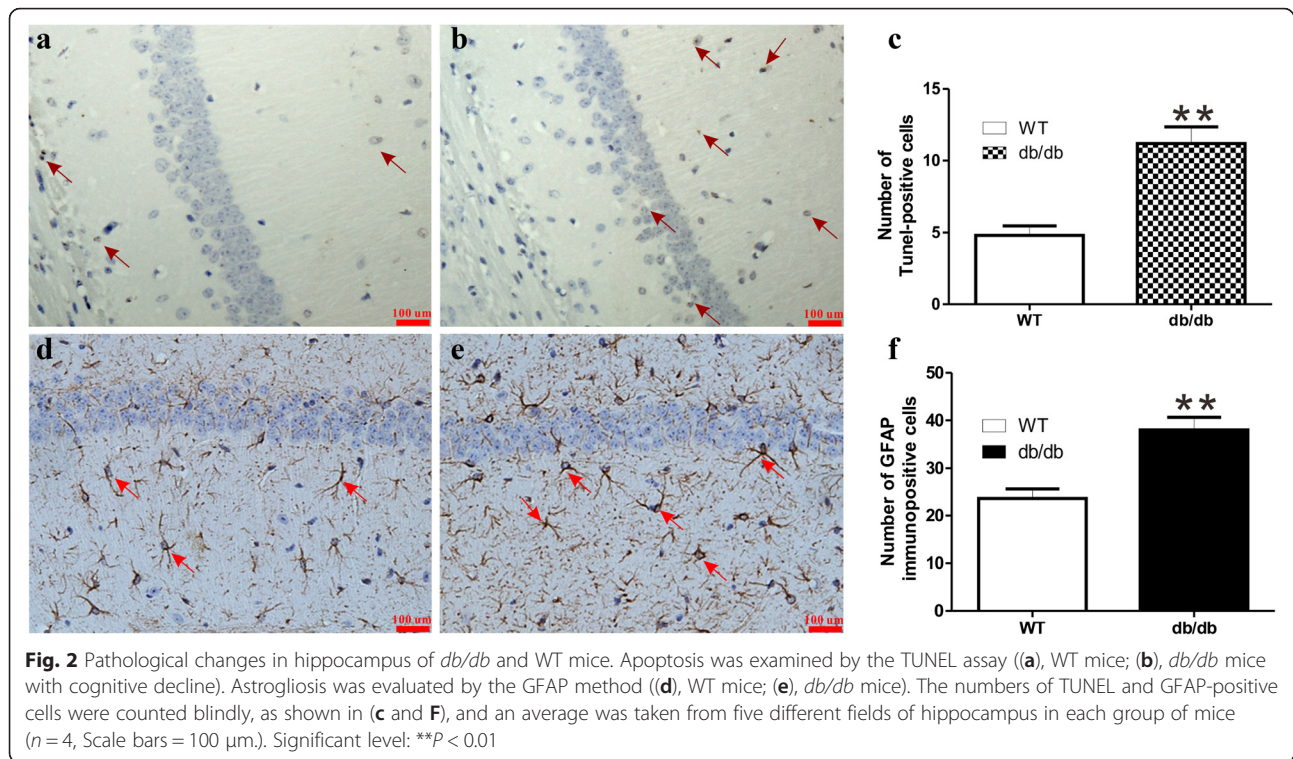 a
b
c
15
10
5
0
Number of
Tunel-positive cells
WT
db/db
**
WT
db/db
100 um
100 um
d
e
f
50
40
30
20
10
0
Number of GFAP
immunopositive cells
WT
db/db
**
WT
db/db
100 um
100 um
Fig. 2 Pathological changes in hippocampus of db/db and WT mice. Apoptosis was examined by the TUNEL assay ((a), WT mice; (b), db/db mice
with cognitive decline). Astrogliosis was evaluated by the GFAP method ((d), WT mice; (e), db/db mice). The numbers of TUNEL and GFAP-positive
cells were counted blindly, as shown in (c and F), and an average was taken from five different fields of hippocampus in each group of mice
(n = 4, Scale bars = 100 μm.). Significant level: **P < 0.01